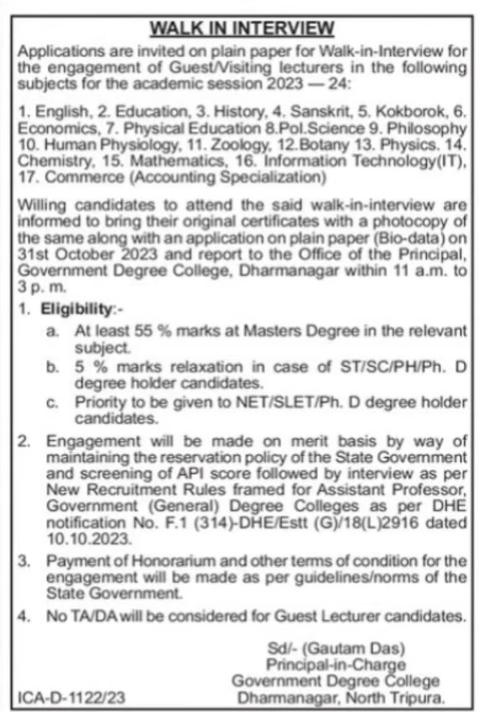 WALK IN INTERVIEW
Applications are invited on plain paper for Walk-in-Interview for
the engagement of Guest/Visiting lecturers in the following
subjects for the academic session 2023 — 24:
1. English, 2. Education, 3. History, 4. Sanskrit, 5. Kokborok, 6.
Economics, 7. Physical Education 8.Pol.Science 9. Philosophy
10. Human Physiology, 11. Zoology, 12.Botany 13. Physics. 14.
Chemistry, 15. Mathematics, 16. Information Technology(IT),
17. Commerce (Accounting Specialization)
Willing candidates to attend the said walk-in-interview are
informed to bring their original certificates with a photocopy of
the same along with an application on plain paper (Bio-data) on
31st October 2023 and report to the Office of the Principal,
Government Degree College, Dharmanagar within 11 a.m. to
3 p. m.
1. Eligibility:-
a. At least 55 % marks at Masters Degree in the relevant
subject.
b. 5 % marks relaxation in case of ST/SC/PH/Ph. D
degree holder candidates.
c. Priority to be given to NET/SLET/Ph. D degree holder
candidates.
2. Engagement will be made on merit basis by way of
maintaining the reservation policy of the State Government
and screening of API score followed by interview as per
New Recruitment Rules framed for Assistant Professor,
Government (General) Degree Colleges as per DHE
notification No. F.1 (314)-DHE/Estt (G)/18(L)2916 dated
10.10.2023.
3. Payment of Honorarium and other terms of condition for the
engagement will be made as per guidelines/norms of the
State Government.
4. No TA/DA will be considered for Guest Lecturer candidates.
Sd/- (Gautam Das)
Principal-in-Charge
Government Degree College
ICA-D-1122/23 Dharmanagar, North Tripura.